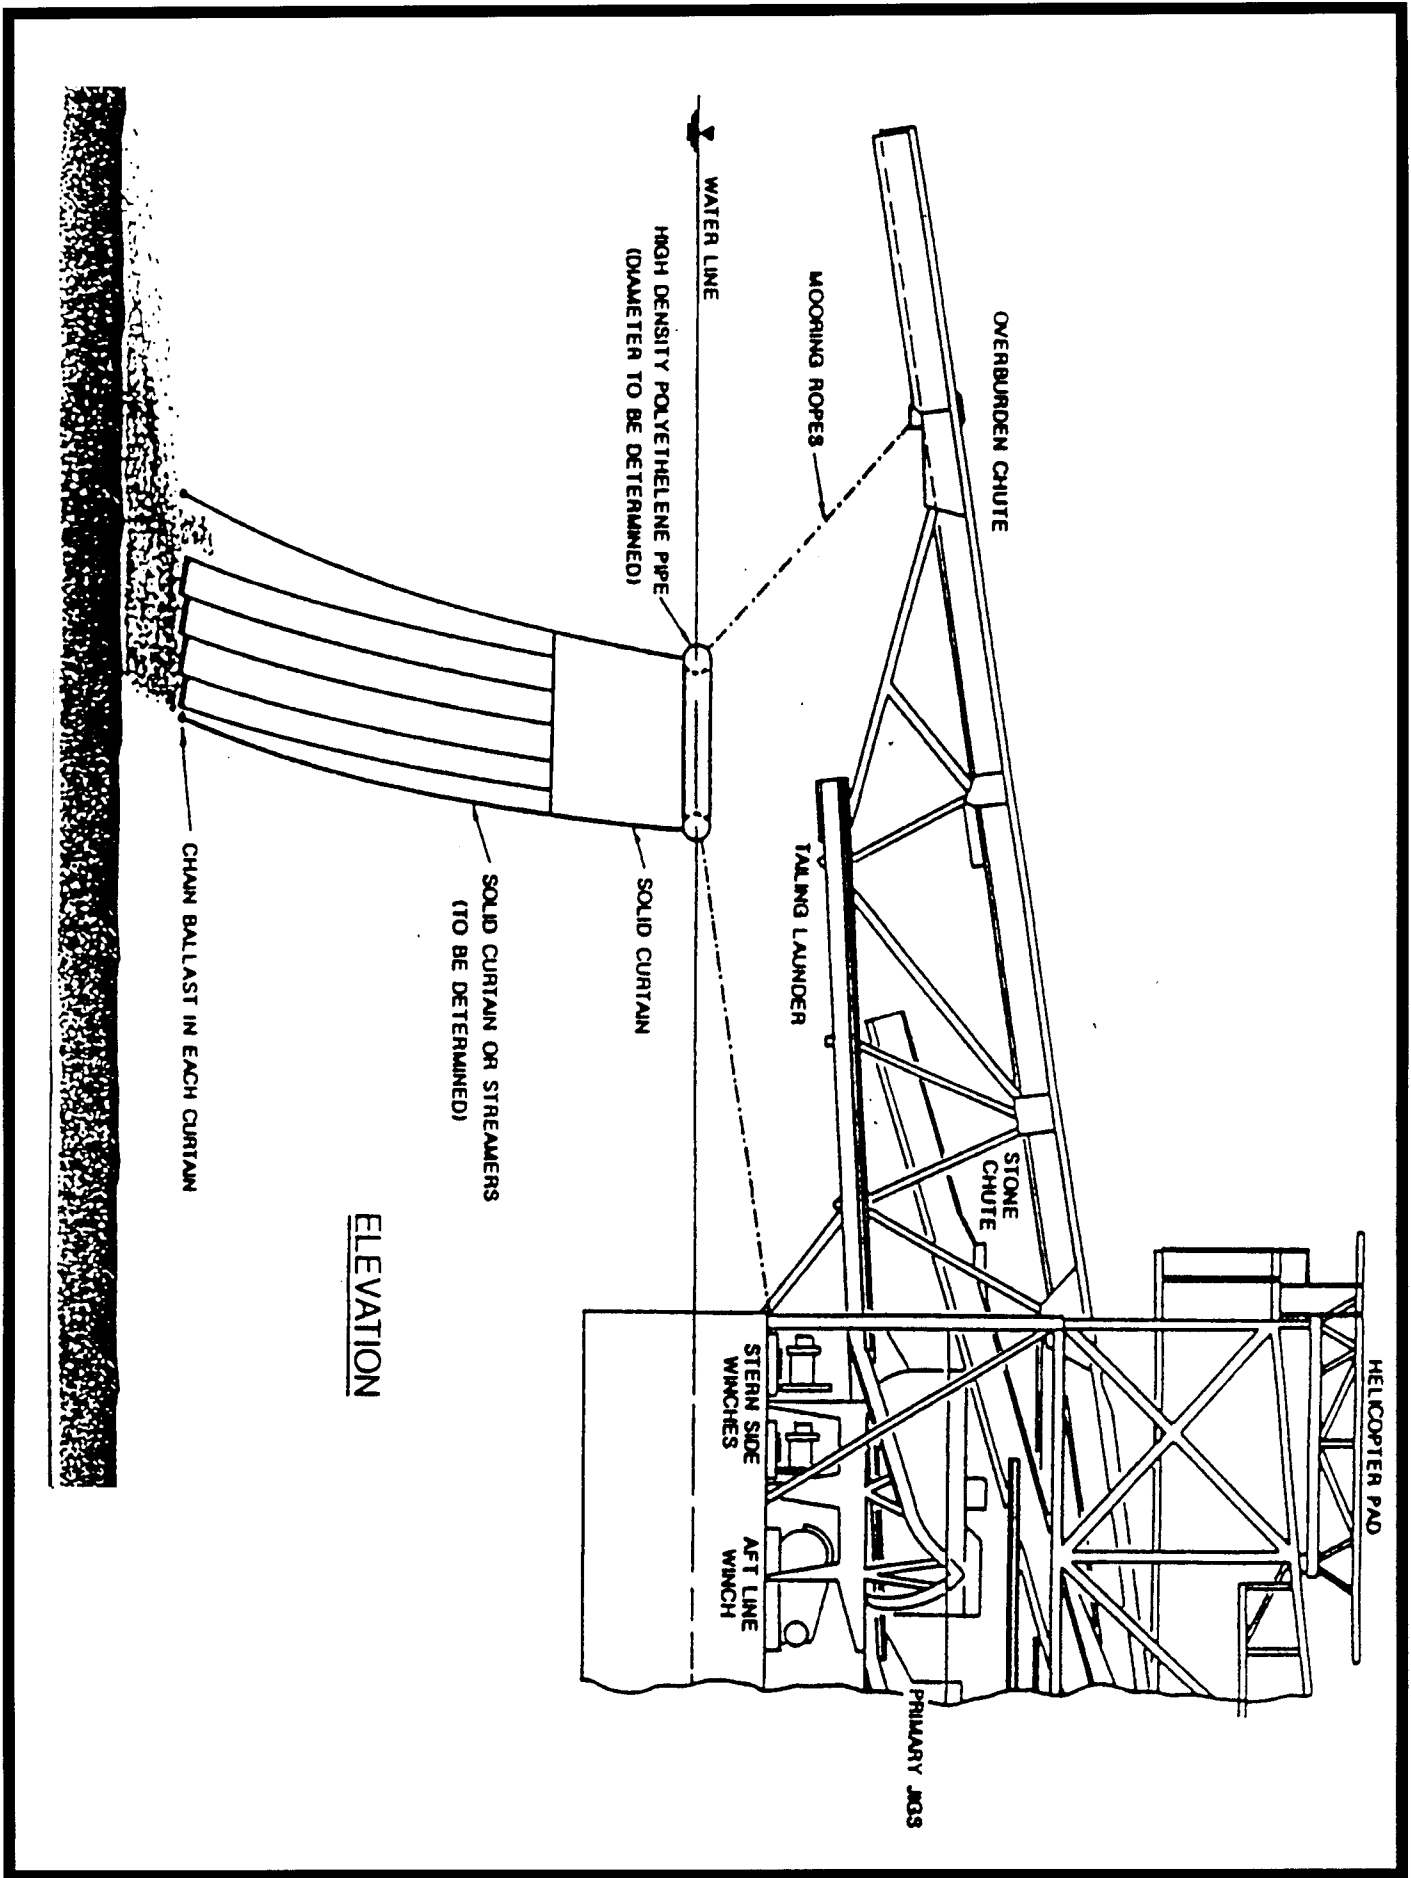 HELICOPTER PAD
OVERBURDEN CHUTE
STONE
CHUTE
PRIMARY JIGS
MOORING ROPES
TAILING LAUNDER
STERN SIDE
WINCHES
AFT LINE
WINCH
WATER LINE
HIGH DENSITY POLYETHELENE PIPE
(DIAMETER TO BE DETERMINED)
SOLID CURTAIN
SOLID CURTAIN OR STREAMERS
(TO BE DETERMINED)
ELEVATION
CHAIN BALLAST IN EACH CURTAIN